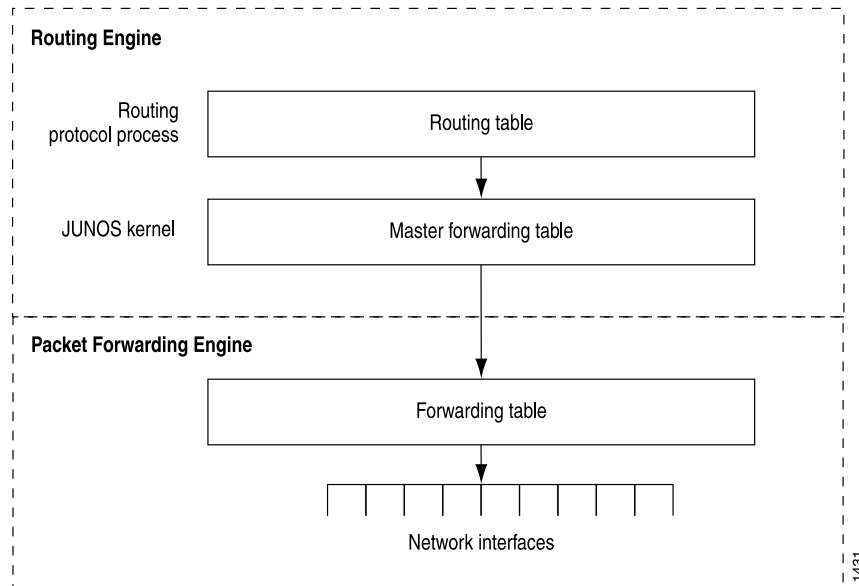 Routing Engine
Routing
protocol process
Routing table
JUNOS kernel
Master forwarding table
Packet Forwarding Engine
Forwarding table
Network interfaces
1431